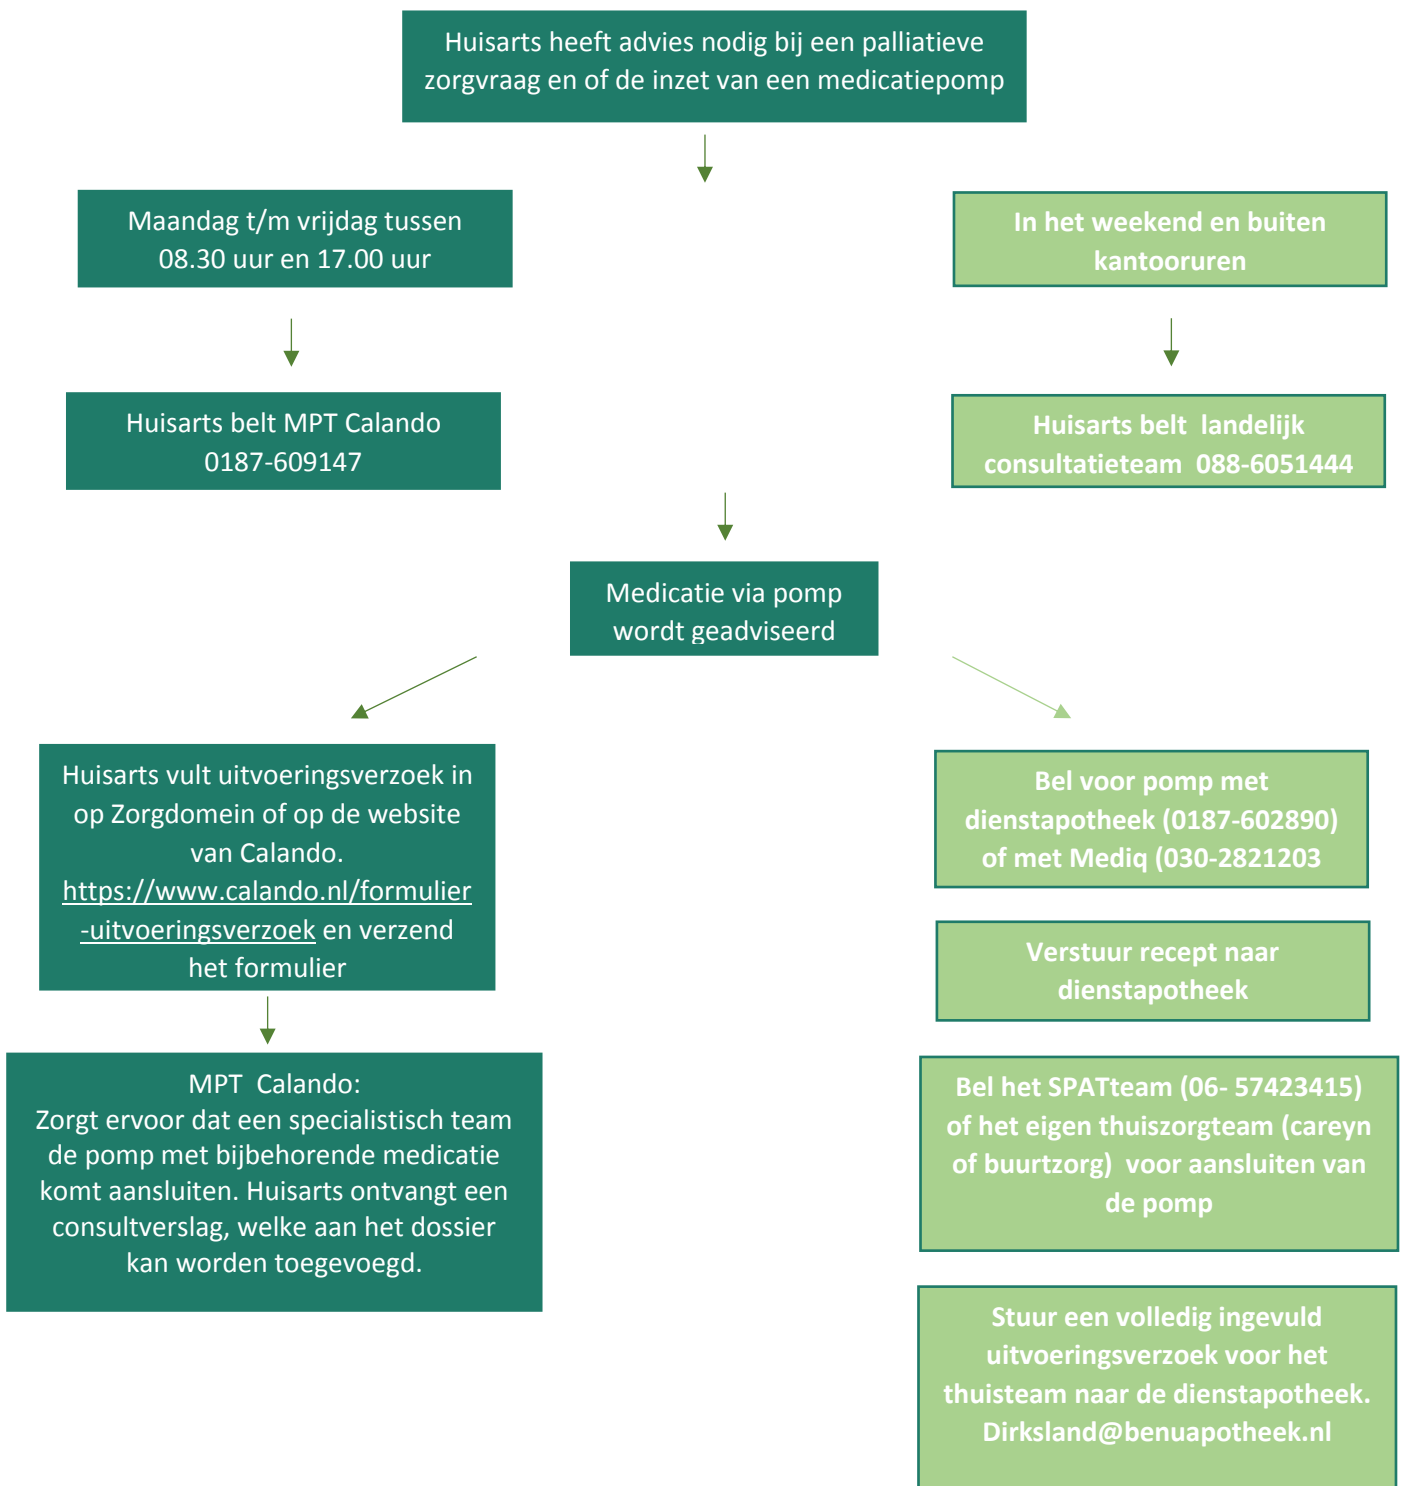 Huisarts heeft advies nodig bij een palliatieve
zorgvraag en of de inzet van een medicatiepomp
Maandag t/m vrijdag tussen
08.30 uur en 17.00 uur
In het weekend en buiten
kantooruren
Huisarts belt MPT Calando
0187-609147
Huisarts belt  landelijk
consultatieteam  088-6051444
Medicatie via pomp
wordt geadviseerd
Huisarts vult uitvoeringsverzoek in
op Zorgdomein of op de website
van Calando.
https://www.calando.nl/formulier
-uitvoeringsverzoek en verzend
het formulier
MPT  Calando:
Zorgt ervoor dat een specialistisch team
de pomp met bijbehorende medicatie
komt aansluiten. Huisarts ontvangt een
consultverslag, welke aan het dossier
kan worden toegevoegd.
Bel voor pomp met
dienstapotheek (0187-602890)
of met Mediq (030-2821203
Verstuur recept naar
dienstapotheek
Bel het SPATteam (06- 57423415)
of het eigen thuiszorgteam (careyn
of buurtzorg)  voor aansluiten van
de pomp
Stuur een volledig ingevuld
uitvoeringsverzoek voor het
thuisteam naar de dienstapotheek.
Dirksland@benuapotheek.nl